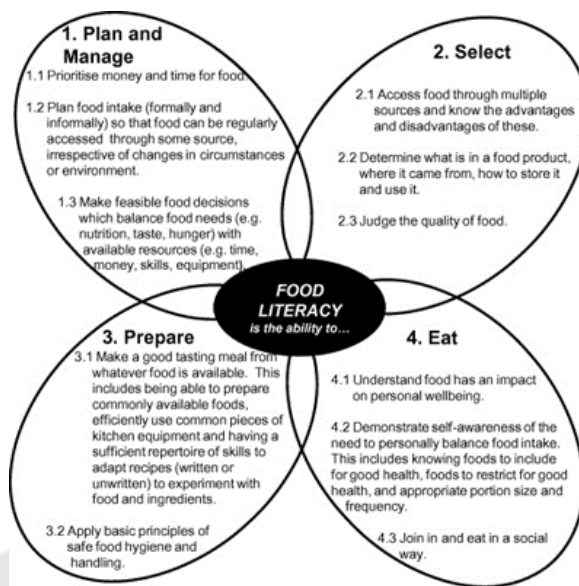 1. Plan and
Manage
1.1 Prioritise money and time for food.
1.2 Plan food intake (formally and
informally) so that food can be regularly
accessed through some source,
irrespective of changes in circumstances
or environment.
1.3 Make feasible food decisions
which balance food needs (e.g.
nutrition, taste, hunger) with
available resources (e.g. time,
money, skills, equipment).
2. Select
2.1 Access food through multiple
sources and know the advantages
and disadvantages of these.
2.2 Determine what is in a food product,
where it came from, how to store it
and use it.
2.3 Judge the quality of food.
FOOD
LITERACY
is the ability to...
3. Prepare
3.1 Make a good tasting meal from
whatever food is available. This
includes being able to prepare
commonly available foods,
efficiently use common pieces of
kitchen equipment and having a
sufficient repertoire of skills to
adapt recipes (written or
unwritten) to experiment with
food and ingredients.
3.2 Apply basic principles of
safe food hygiene and
handling.
4. Eat
4.1 Understand food has an impact
on personal wellbeing.
4.2 Demonstrate self-awareness of the
need to personally balance food intake.
This includes knowing foods to include
for good health, foods to restrict for good
health, and appropriate portion size and
frequency.
4.3 Join in and eat in a social
way.